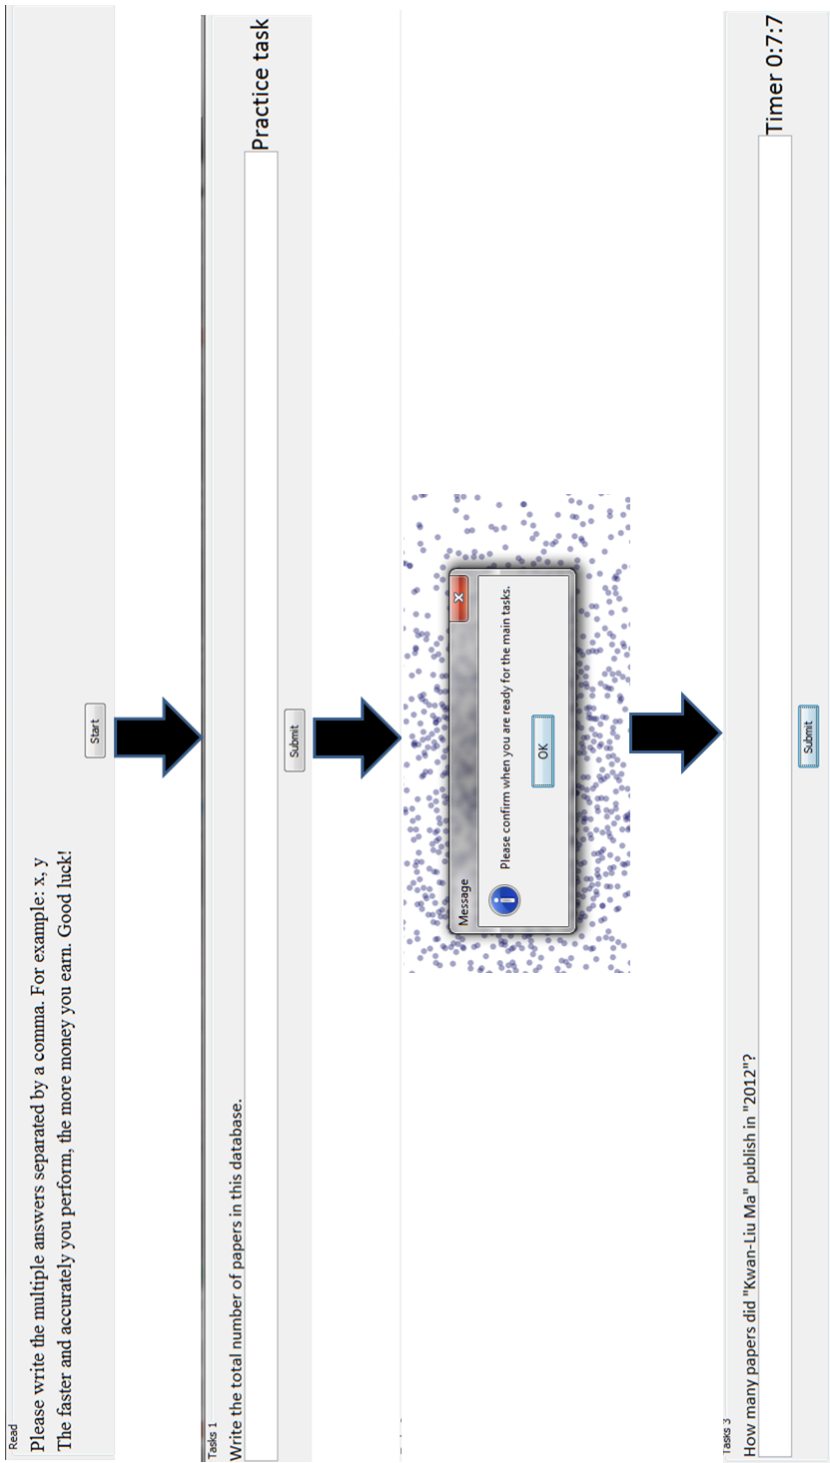 Read
Please write the multiple answers separated by a comma. For example: x, y
The faster and accurately you perform, the more money you earn. Good luck!
Start
Tasks 1
Write the total number of papers in this database.
Practice task
Submit
Message
x
Please confirm when you are ready for the main tasks.
OK
Tasks 3
How many papers did "Kwan-Liu Ma" publish in "2012"?
Timer 0:7:7
Submit